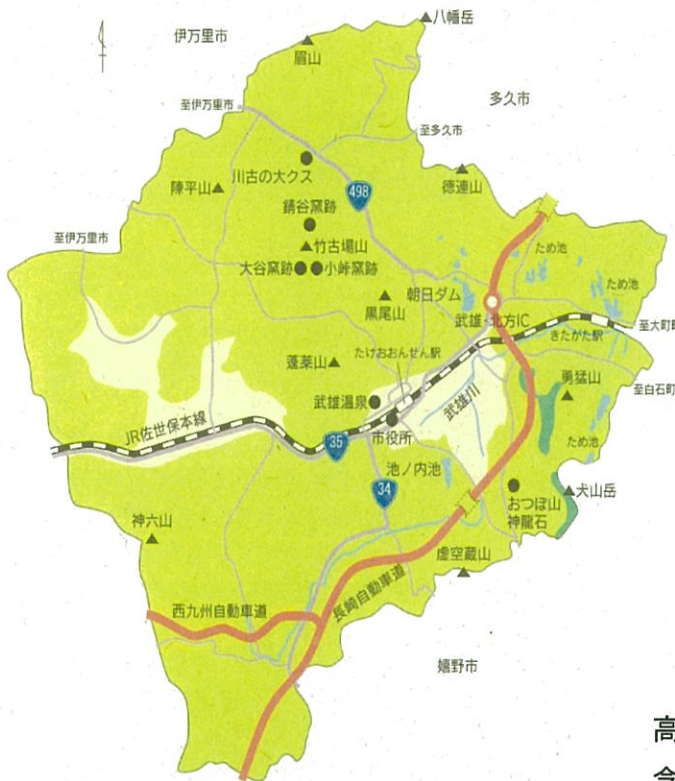 八幡岳
伊万里市
眉山
多久市
至伊万里市
至多久市
川古の大クス
徳連山
陣平山
498
錆谷窯跡
至伊万里市
竹古場山
ため池
大谷窯跡
小峠窯跡
ため池
朝日ダム
黒尾山
武雄・北方IC
至大町町
きたがた駅
たけおおんせん駅
蓬莱山
勇猛山
至白石町
武雄温泉
武雄川
JR佐世保本線
市役所
35
ため池
池ノ内池
34
おつぼ山
神龍石
犬山岳
神六山
虚空蔵山
西九州自動車道
長崎自動車道
嬉野市
高